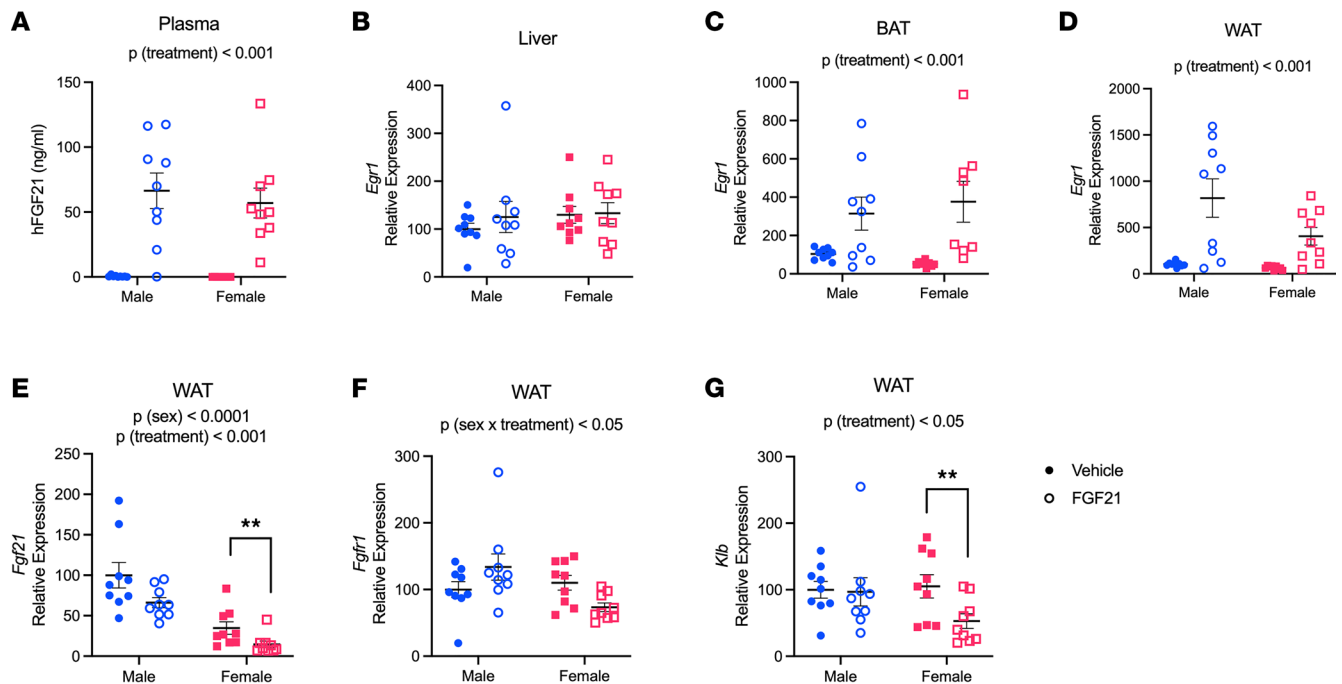 A
Plasma
p (treatment) < 0.001
hFGF21 (ng/ml)
150
100
50
0
Male
Female
B
Liver
Egr1
Relative Expression
400
300
200
100
0
Male
Female
C
BAT
p (treatment) < 0.001
Egr1
Relative Expression
1000
800
600
400
200
0
Male
Female
D
WAT
p (treatment) < 0.001
Egr1
Relative Expression
2000
1500
1000
500
0
Male
Female
E
WAT
p (sex) < 0.0001
p (treatment) < 0.001
Fgf21
Relative Expression
250
200
150
100
50
0
**
Male
Female
F
WAT
p (sex x treatment) < 0.05
Fgfr1
Relative Expression
300
200
100
0
Male
Female
G
WAT
p (treatment) < 0.05
Klb
Relative Expression
300
200
100
0
**
Male
Female
Vehicle
FGF21